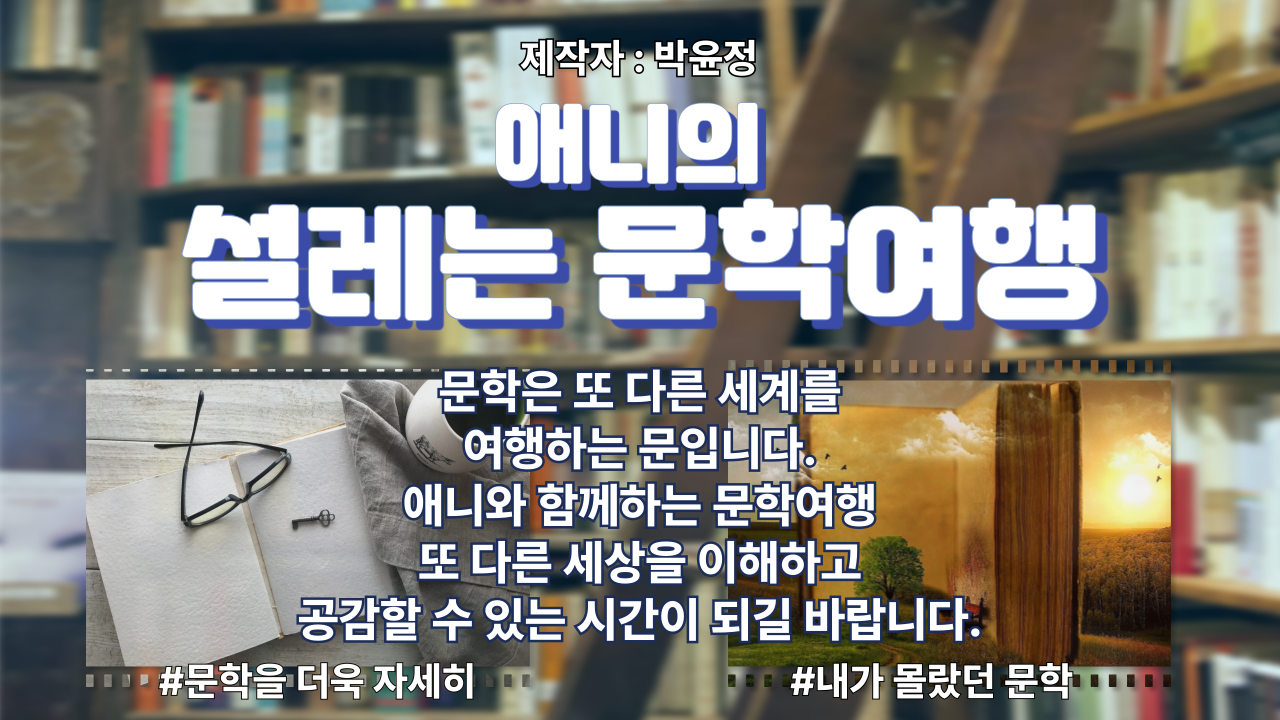 제작자 : 박윤정
애니의
설레는 문학여행
문학은 또 다른 세계를
여행하는 문입니다.
애니와 함께하는 문학여행
또 다른 세상을 이해하고
공감할 수 있는 시간이 되길 바랍니다.
#문학을 더욱 자세히
#내가 몰랐던 문학